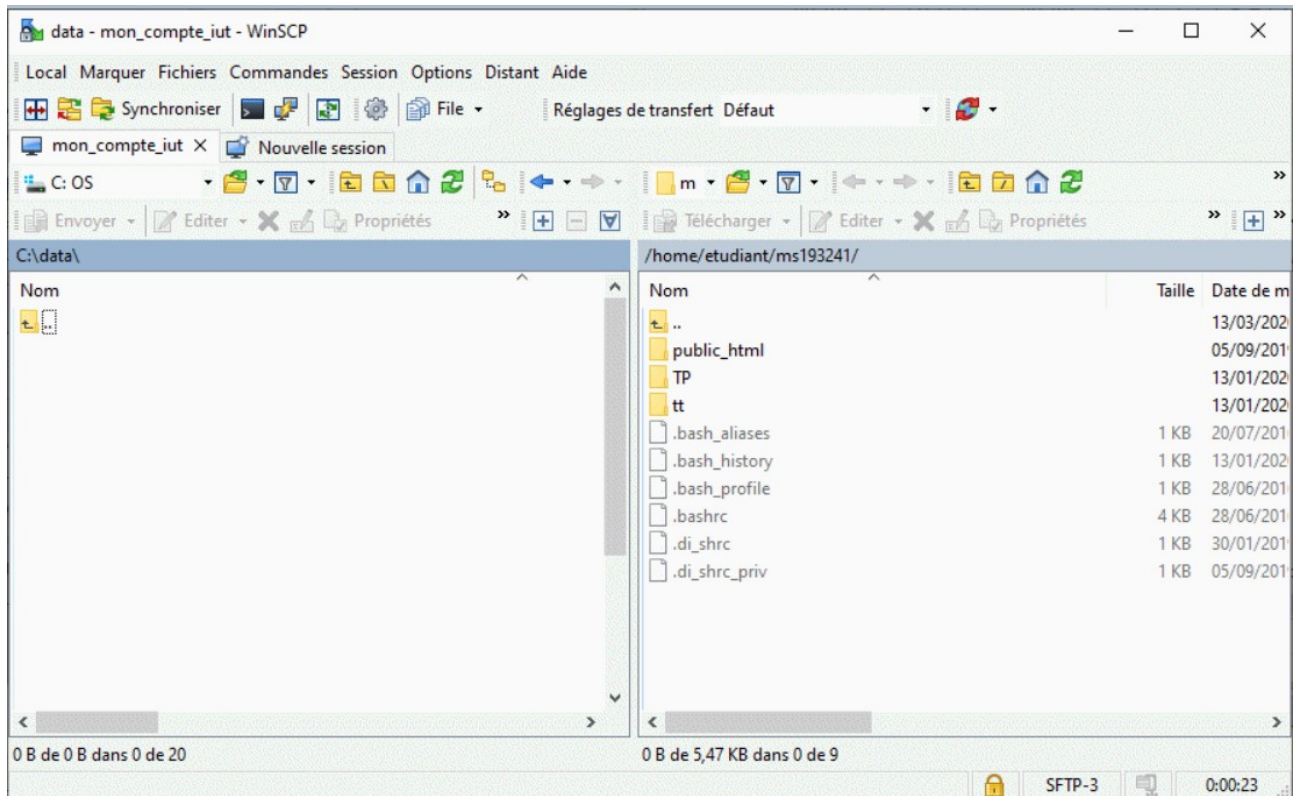 data - mon_compte_iut - WinSCP
Local Marquer Fichiers Commandes Session Options Distant Aide
Synchroniser File Réglages de transfert Défaut
mon_compte_iut Nouvelle session
C: OS m
Envoyer Editer Propriétés » Télécharger Editer Propriétés » »
C:\data\ /home/etudiant/ms193241/
Nom Nom Taille Date de m
.. .. 13/03/202
public_html 05/09/201
TP 13/01/202
tt 13/01/202
.bash_aliases 1 KB 20/07/201
.bash_history 1 KB 13/01/202
.bash_profile 1 KB 28/06/201
.bashrc 4 KB 28/06/201
.di_shrc 1 KB 30/01/201
.di_shrc_priv 1 KB 05/09/201
0 B de 0 B dans 0 de 20 0 B de 5,47 KB dans 0 de 9
SFTP-3 0:00:23